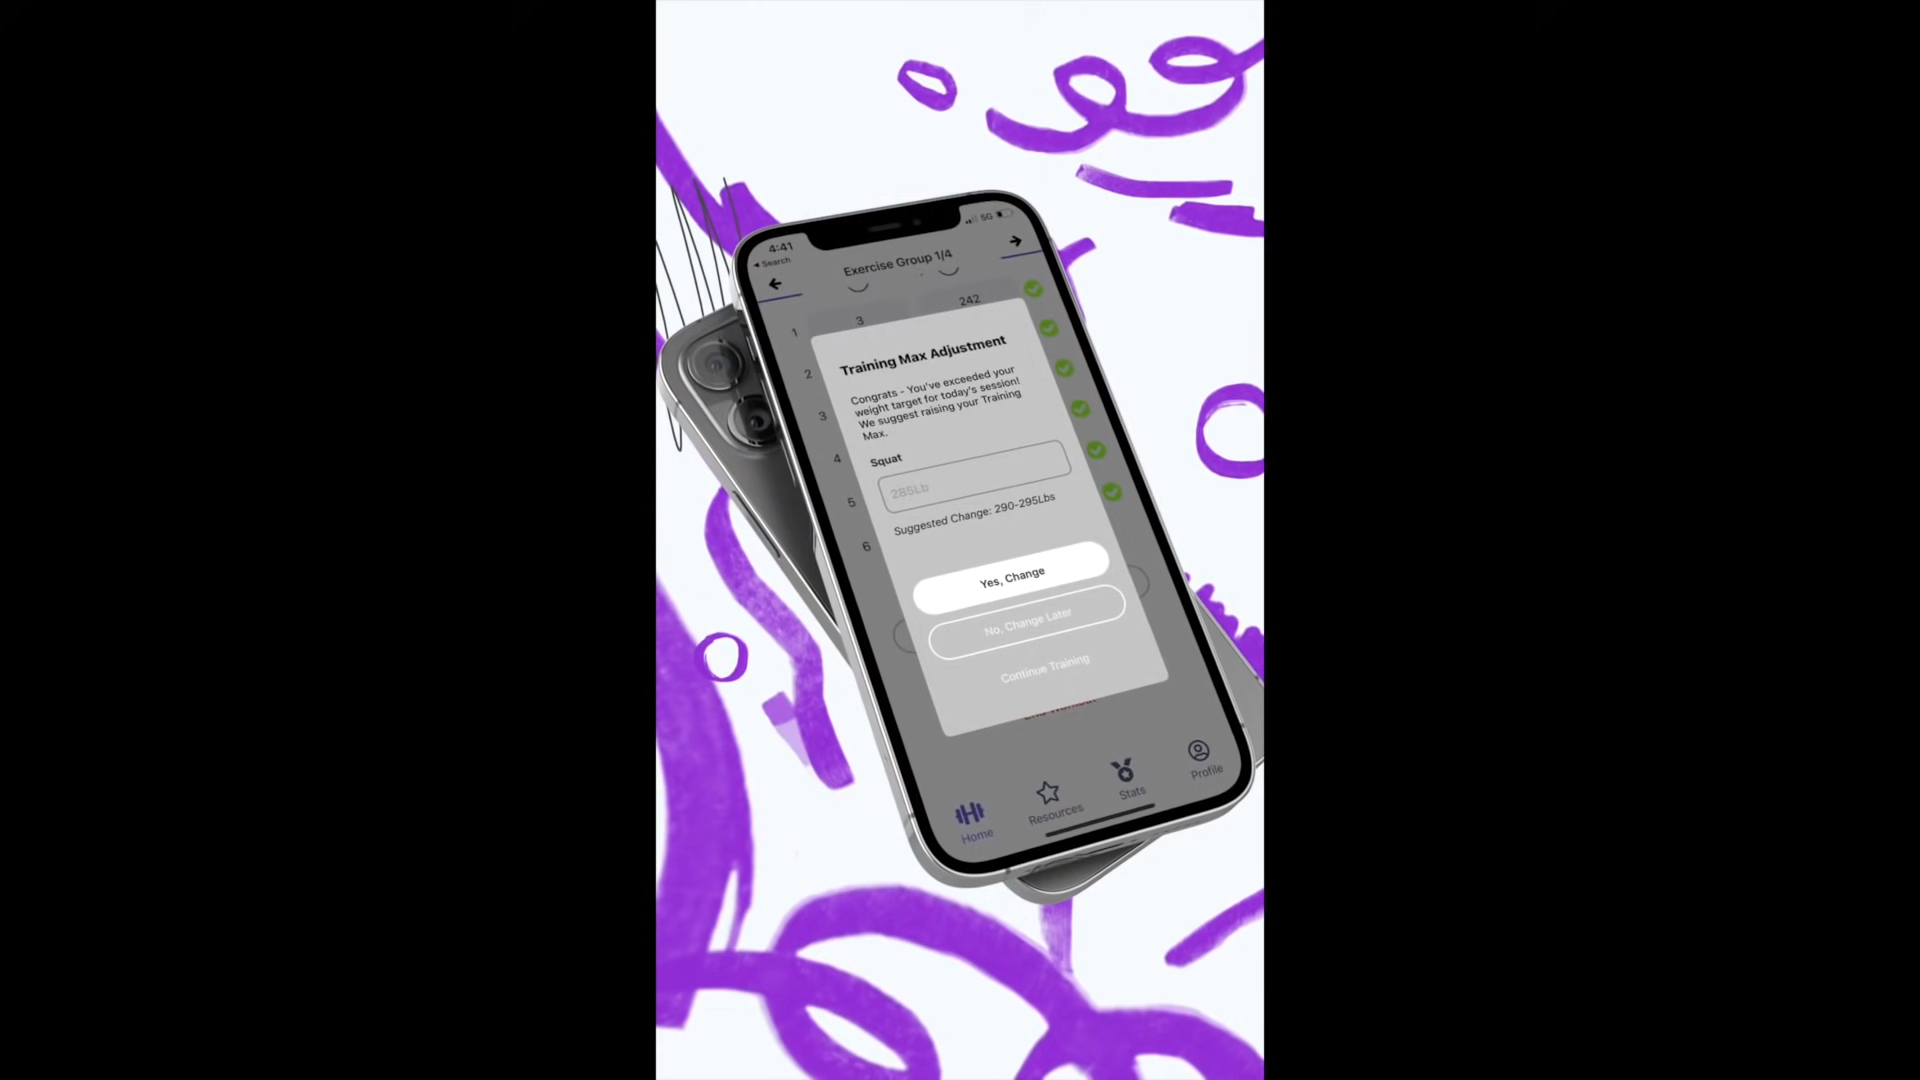 4:41
5G
Search
Exercise Group 1/4
1
3
242
2
3
4
5
6
Training Max Adjustment
Congrats - You've exceeded your
weight target for today's session!
We suggest raising your Training
Max.
Squat
285Lb
Suggested Change: 290-295Lbs
Yes, Change
No, Change Later
Continue Training
Home
Resources
Stats
Profile